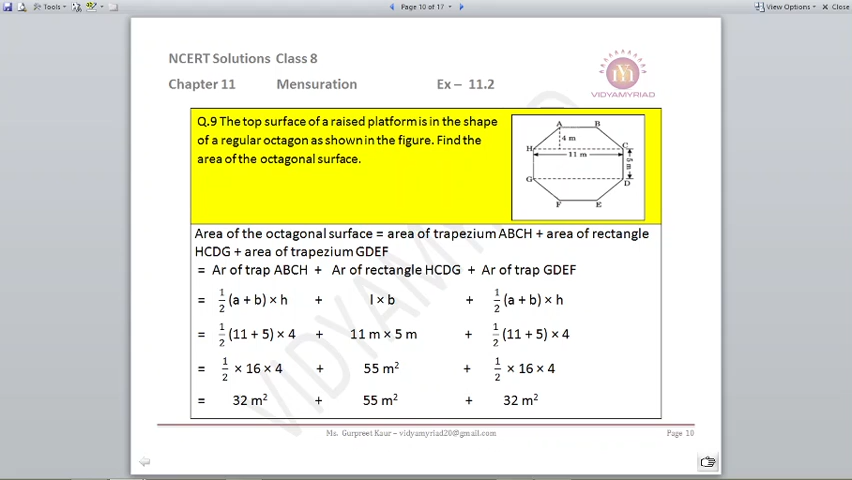 Tools
Page 10 of 17
View Options
Close
NCERT Solutions Class 8
Chapter 11 Mensuration Ex – 11.2
VIDYAMYRIAD
Q.9 The top surface of a raised platform is in the shape
of a regular octagon as shown in the figure. Find the
area of the octagonal surface.
A B
4 m
H C
11 m
5 m
G D
F E
Area of the octagonal surface = area of trapezium ABCH + area of rectangle
HCDG + area of trapezium GDEF
= Ar of trap ABCH + Ar of rectangle HCDG + Ar of trap GDEF
= 1/2 (a + b) × h + l × b + 1/2 (a + b) × h
= 1/2 (11 + 5) × 4 + 11 m × 5 m + 1/2 (11 + 5) × 4
= 1/2 × 16 × 4 + 55 m² + 1/2 × 16 × 4
= 32 m² + 55 m² + 32 m²
VIDYAMYRIAD
Ms. Gurpreet Kaur – vidyamyriad20@gmail.com Page 10